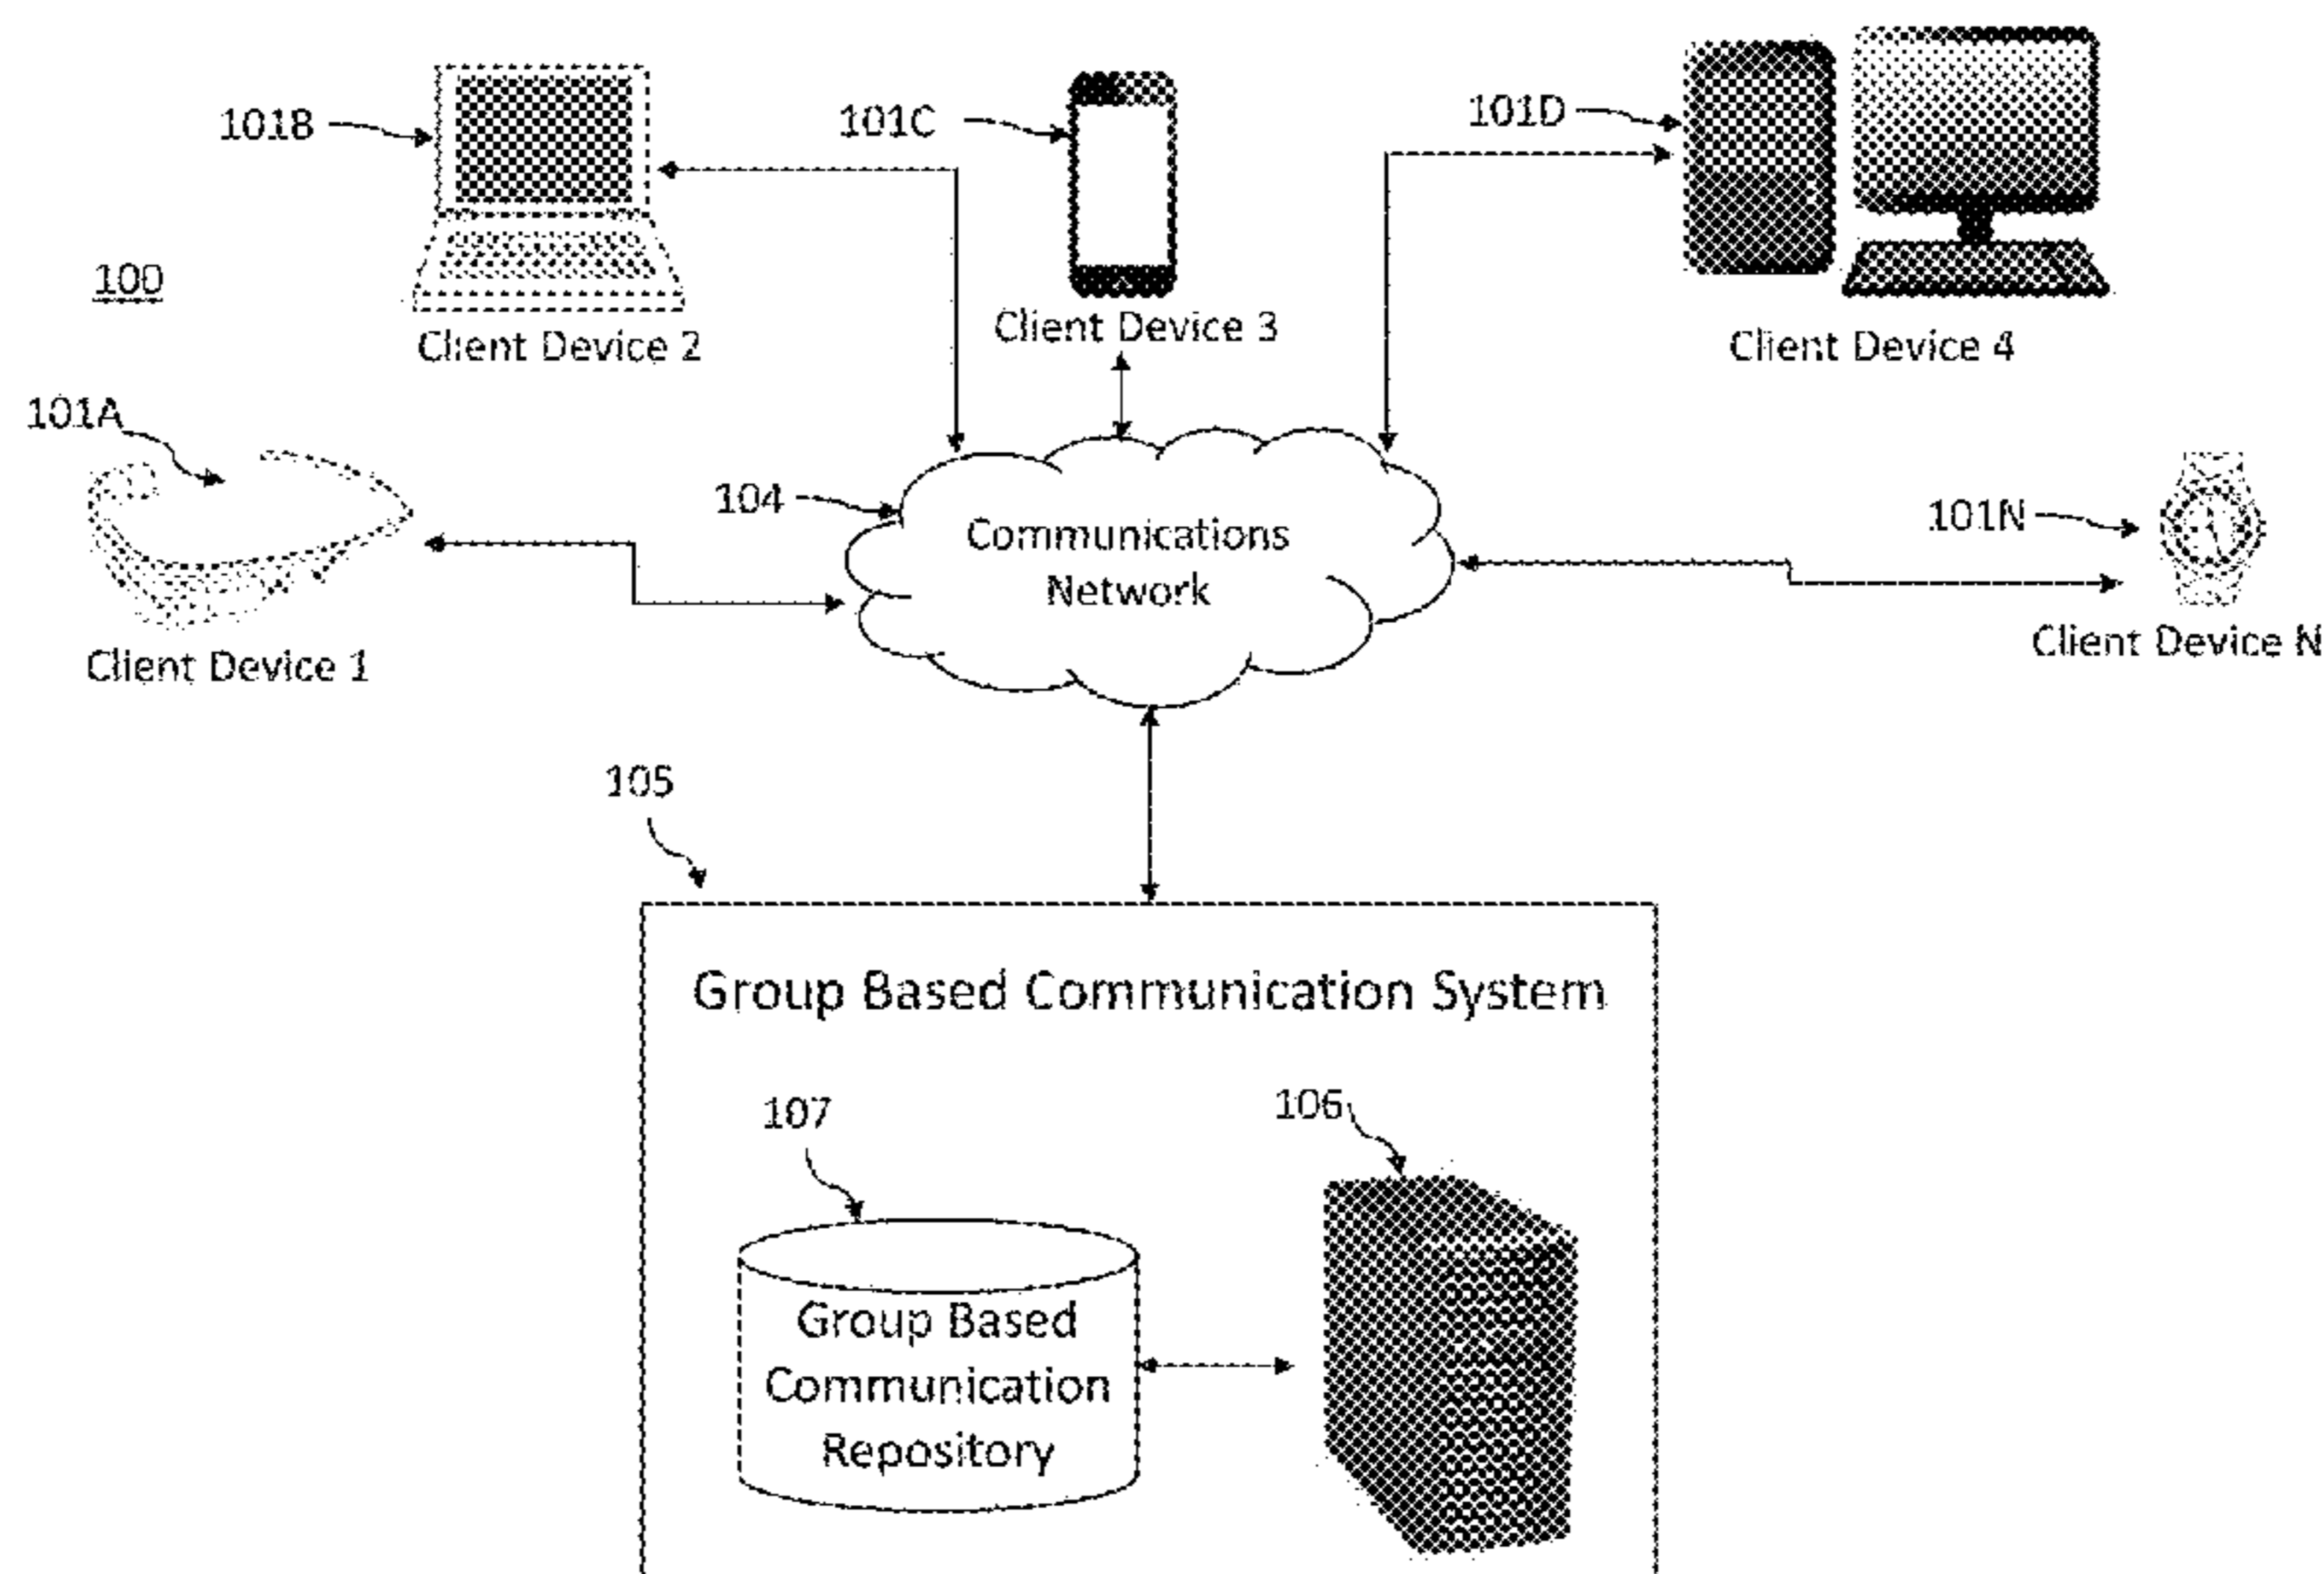 101B
101C
101D
100
Client Device 2
Client Device 3
Client Device 4
101A
104
Communications
Network
101N
Client Device 1
Client Device N
105
Group Based Communication System
107
106
Group Based
Communication
Repository